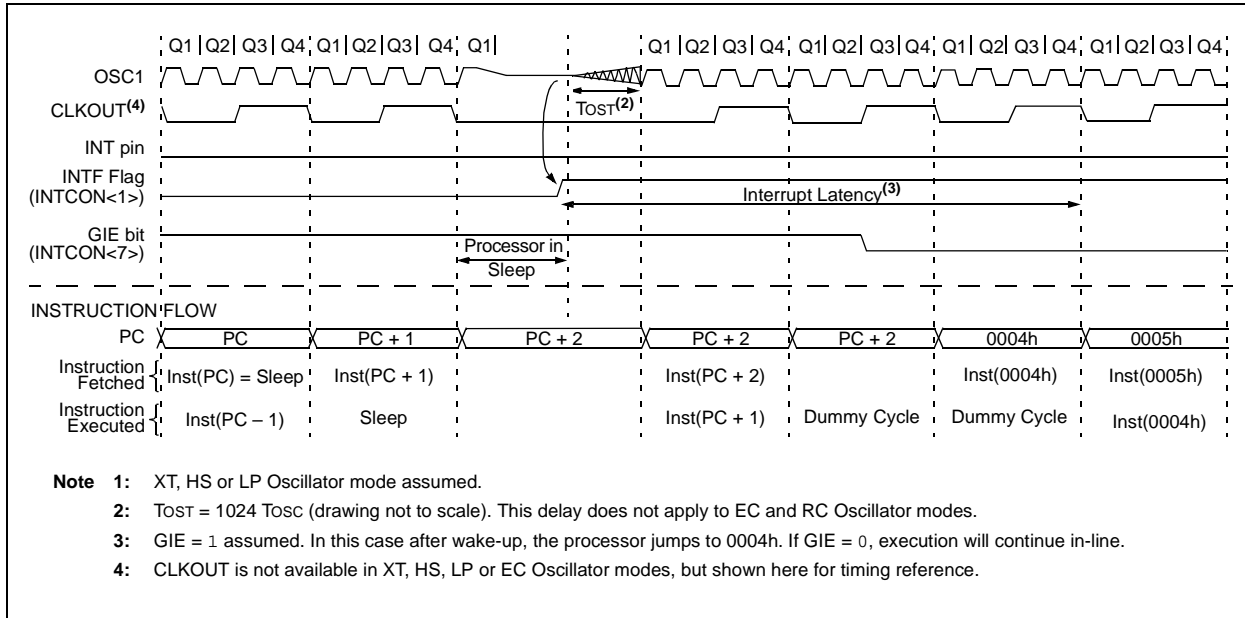 Q1 | Q2 | Q3 | Q4 | Q1 | Q2 | Q3 | Q4 | Q1 | Q1 | Q2 | Q3 | Q4 | Q1 | Q2 | Q3 | Q4 | Q1 | Q2 | Q3 | Q4 | Q1 | Q2 | Q3 | Q4
OSC1
TOST(2)
CLKOUT(4)
INT pin
INTF Flag
(INTCON<1>)
Interrupt Latency(3)
GIE bit
(INTCON<7>)
Processor in
Sleep
INSTRUCTION FLOW
PC PC PC + 1 PC + 2 PC + 2 PC + 2 0004h 0005h
Instruction
Fetched { Inst(PC) = Sleep Inst(PC + 1) Inst(PC + 2) Inst(0004h) Inst(0005h)
Instruction
Executed { Inst(PC – 1) Sleep Inst(PC + 1) Dummy Cycle Dummy Cycle Inst(0004h)
Note 1: XT, HS or LP Oscillator mode assumed.
2: TOST = 1024 TOSC (drawing not to scale). This delay does not apply to EC and RC Oscillator modes.
3: GIE = 1 assumed. In this case after wake-up, the processor jumps to 0004h. If GIE = 0, execution will continue in-line.
4: CLKOUT is not available in XT, HS, LP or EC Oscillator modes, but shown here for timing reference.